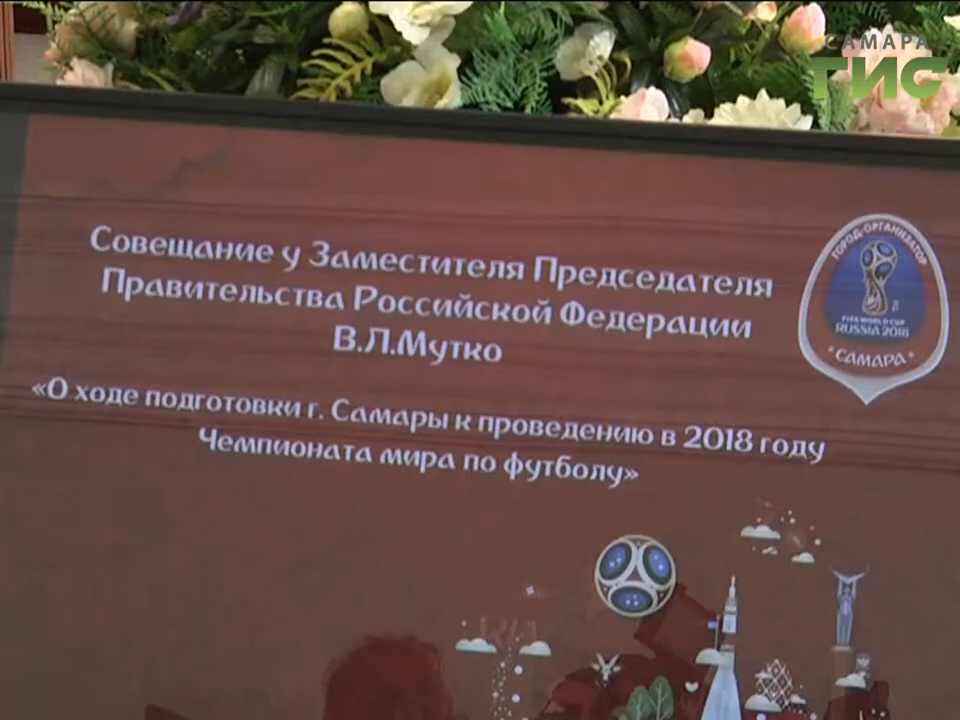 САМАРА
ГИС
Совещание у Заместителя Председателя
Правительства Российской Федерации
В.Л.Мутко
«О ходе подготовки г. Самары к проведению в 2018 году
Чемпионата мира по футболу»
ГОРОД-ОРГАНИЗАТОР
FIFA WORLD CUP
RUSSIA 2018
САМАРА